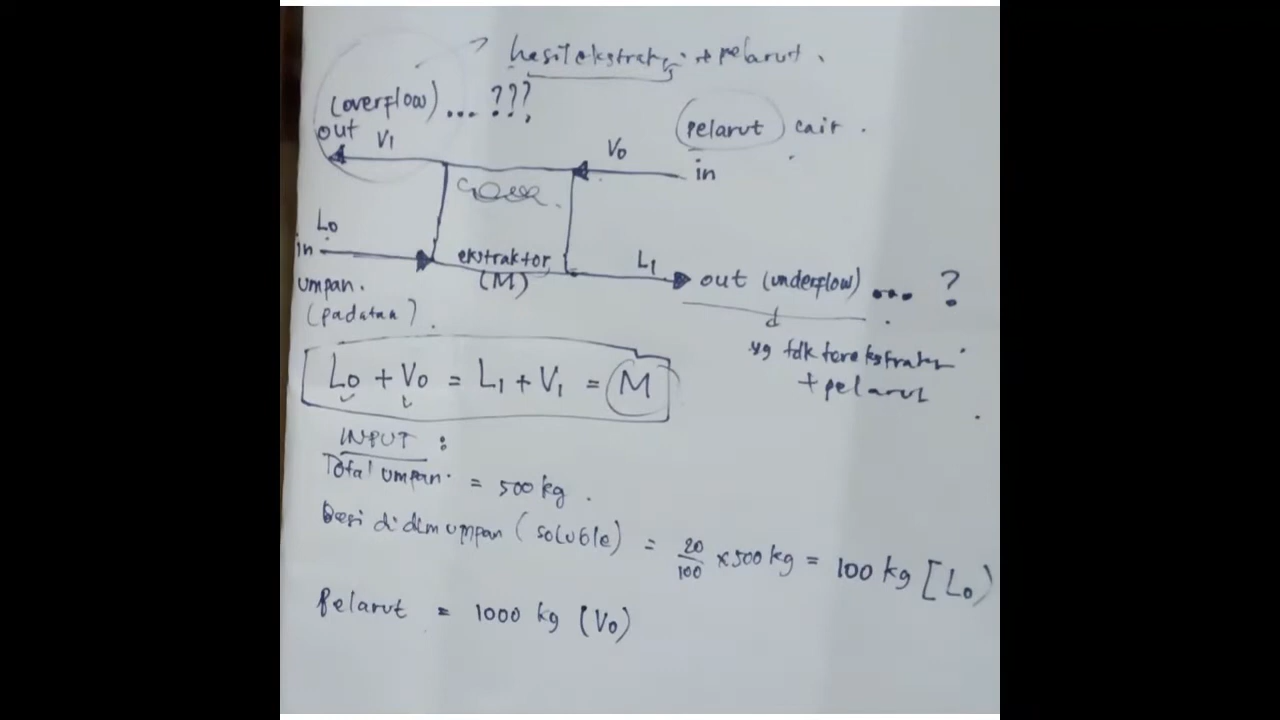 ? hasil ekstraksi + pelarut.
(overflow) ... ???
out V1
V0
pelarut cair.
in
L0
in
umpan.
(padatan).
ekstraktor
(M)
L1
out (underflow) .... ?
yg tdk terekstraksi
+ pelarut
L0 + V0 = L1 + V1 = M
INPUT :
Total umpan = 500 kg.
Besi di dlm umpan (soluble) = 20/100 x 500 kg = 100 kg [L0)
Pelarut = 1000 kg (V0)